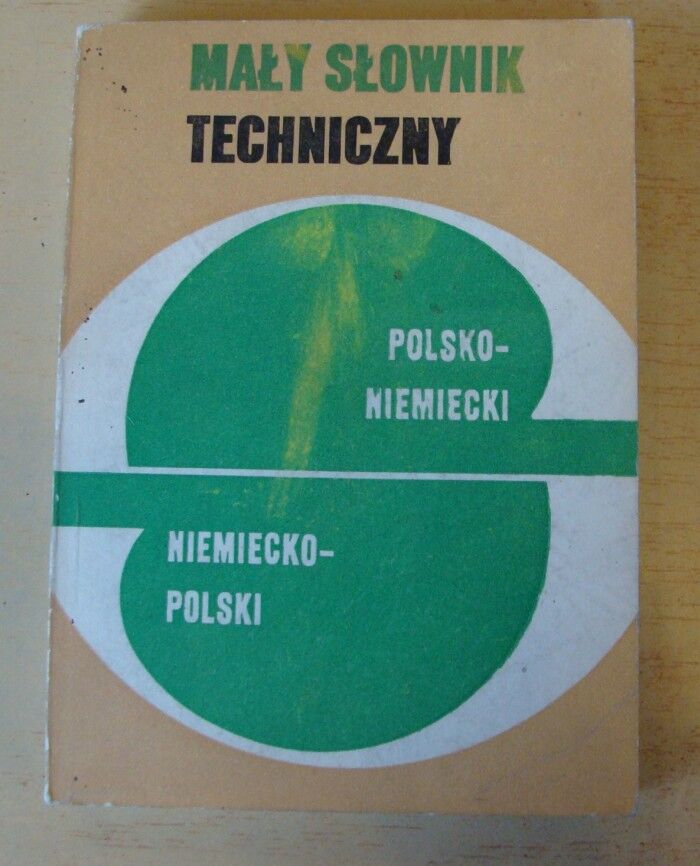 MAŁY SŁOWNIK
TECHNICZNY
POLSKO-
NIEMIECKI
NIEMIECKO-
POLSKI